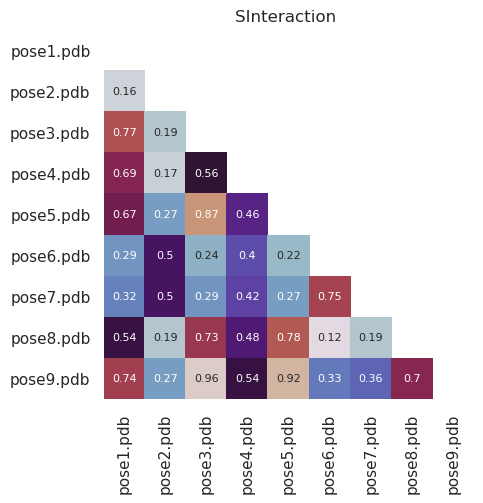 SInteraction
pose1.pdb
pose2.pdb 0.16
pose3.pdb 0.77 0.19
pose4.pdb 0.69 0.17 0.56
pose5.pdb 0.67 0.27 0.87 0.46
pose6.pdb 0.29 0.5 0.24 0.4 0.22
pose7.pdb 0.32 0.5 0.29 0.42 0.27 0.75
pose8.pdb 0.54 0.19 0.73 0.48 0.78 0.12 0.19
pose9.pdb 0.74 0.27 0.96 0.54 0.92 0.33 0.36 0.7
pose1.pdb pose2.pdb pose3.pdb pose4.pdb pose5.pdb pose6.pdb pose7.pdb pose8.pdb pose9.pdb